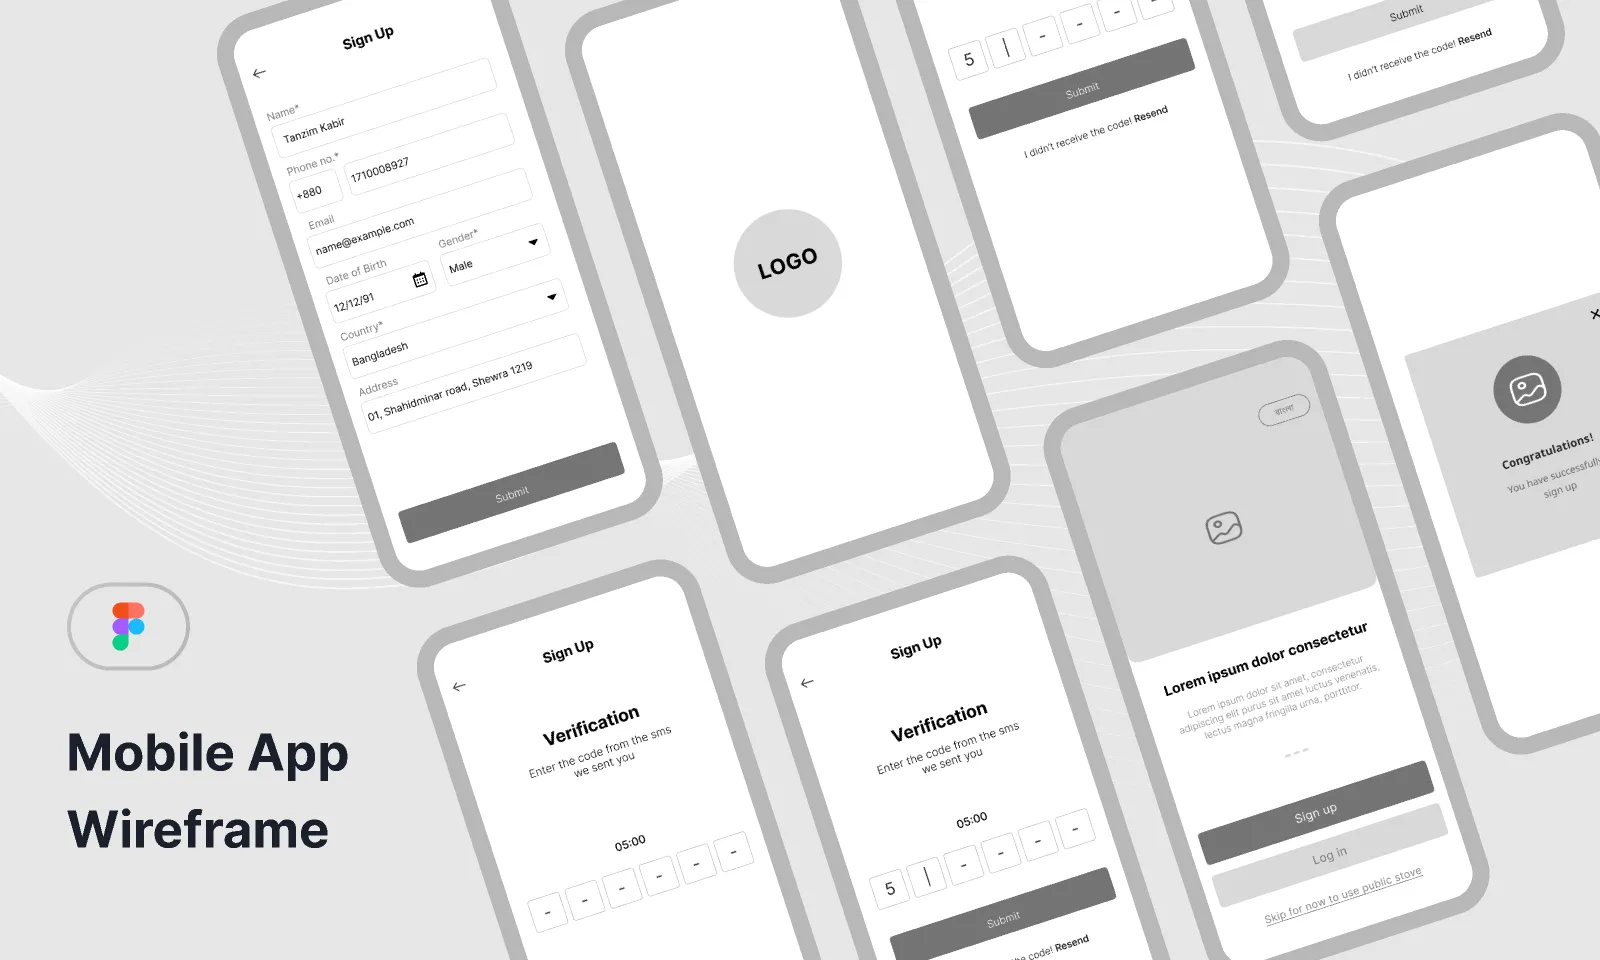 Sign Up
Name*
Tanzim Kabir
Phone no.*
+880
1710008927
Email
name@example.com
Date of Birth
Gender*
12/12/91
Male
Country*
Bangladesh
Address
01, Shahidminar road, Shewra 1219
Submit
LOGO
5
-
-
-
-
Submit
I didn't receive the code! Resend
Submit
I didn't receive the code! Resend
Congratulations!
You have successfully
sign up
বাংলা
Lorem ipsum dolor consectetur
Lorem ipsum dolor sit amet, consectetur
adipiscing elit purus sit amet luctus venenatis,
lectus magna fringilla urna, porttitor.
Sign up
Log in
Skip for now to use public stove
Sign Up
Verification
Enter the code from the sms
we sent you
05:00
- - - - - -
Sign Up
Verification
Enter the code from the sms
we sent you
05:00
5 - - - -
Submit
the code! Resend
Mobile App
Wireframe